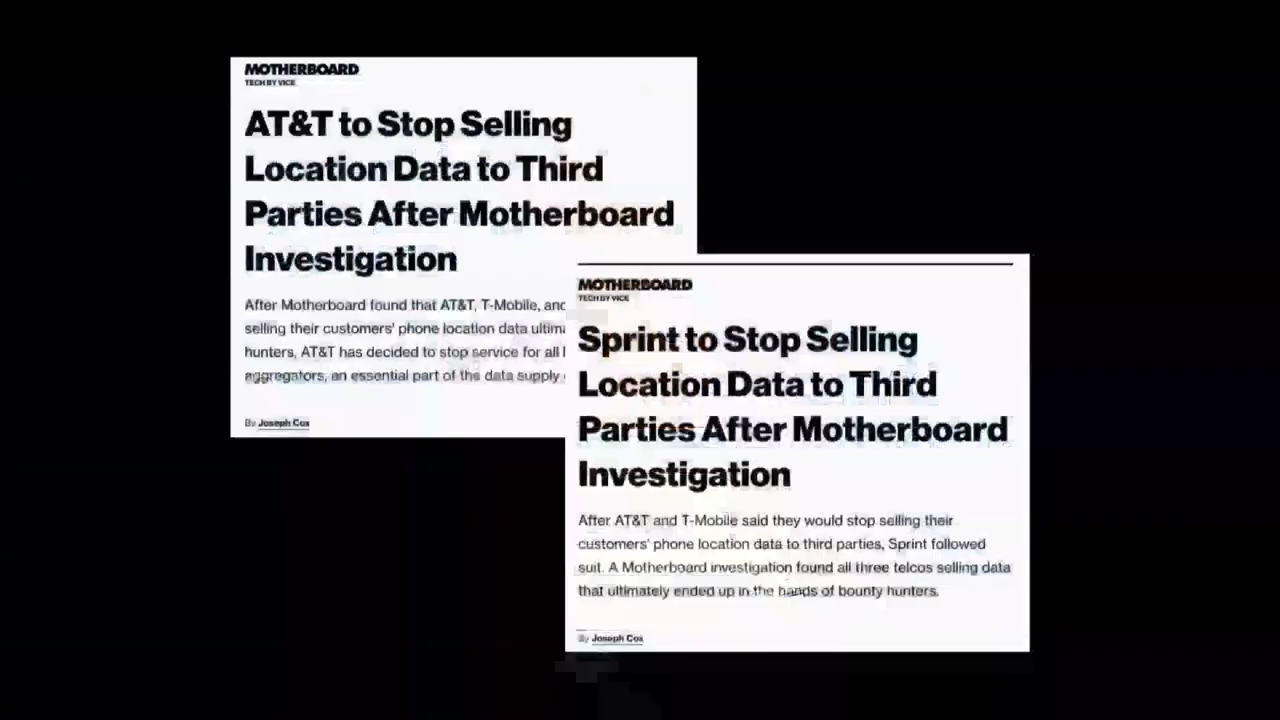 MOTHERBOARD
TECH BY VICE
AT&T to Stop Selling
Location Data to Third
Parties After Motherboard
Investigation
After Motherboard found that AT&T, T-Mobile, and
selling their customers' phone location data
hunters, AT&T has decided to stop service for all
aggregators, an essential part of the data supply
By Joseph Cox
MOTHERBOARD
TECH BY VICE
Sprint to Stop Selling
Location Data to Third
Parties After Motherboard
Investigation
After AT&T and T-Mobile said they would stop selling their
customers' phone location data to third parties, Sprint followed
suit. A Motherboard investigation found all three telcos selling data
that ultimately ended up in the hands of bounty hunters.
By Joseph Cox